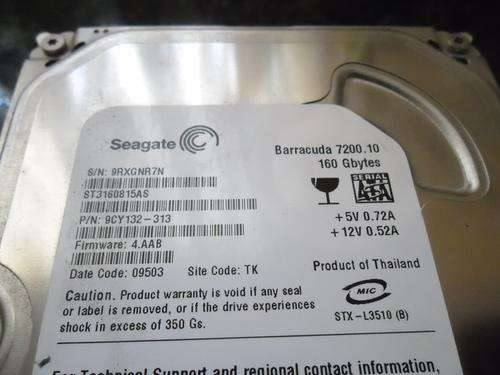 Seagate
Barracuda 7200.10
160 Gbytes
S/N: 9RXGNR7N
ST3160815AS
SERIAL
ATA
P/N: 9CY132-313
+5V 0.72A
+12V 0.52A
Firmware: 4.AAB
Date Code: 09503 Site Code: TK
Product of Thailand
MIC
STX-L3510 (B)
Caution. Product warranty is void if any seal
or label is removed, or if the drive experiences
shock in excess of 350 Gs.
For Technical Support and regional contact information,